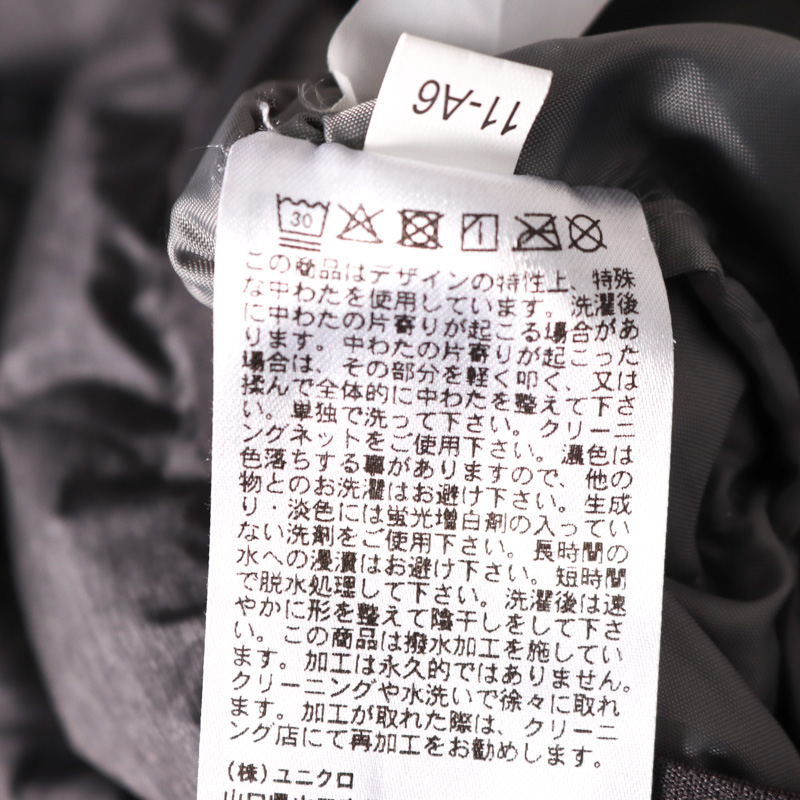 11-A6
30
この商品はデザインの特性上、特殊
な中わたを使用しています。洗濯後
に中わたの片寄りが起こる場合があ
ります。中わたの片寄りが起こった
場合は、その部分を軽く叩く、又は
揉んで全体的に中わたを整えて下さ
い。単独で洗って下さい。クリーニ
ングネットをご使用下さい。濃色は
色落ちする事がありますので、他の
物とのお洗濯はお避け下さい。生成
り・淡色には蛍光増白剤の入ってい
ない洗剤をご使用下さい。長時間の
水への浸漬はお避け下さい。短時間
で脱水処理して下さい。洗濯後は速
やかに形を整えて陰干しをして下さ
い。この商品は撥水加工を施してい
ます。加工は永久的ではありません。
クリーニングや水洗いで徐々に取れ
ます。加工が取れた際は、クリーニ
ング店にて再加工をお勧めします。
(株)ユニクロ